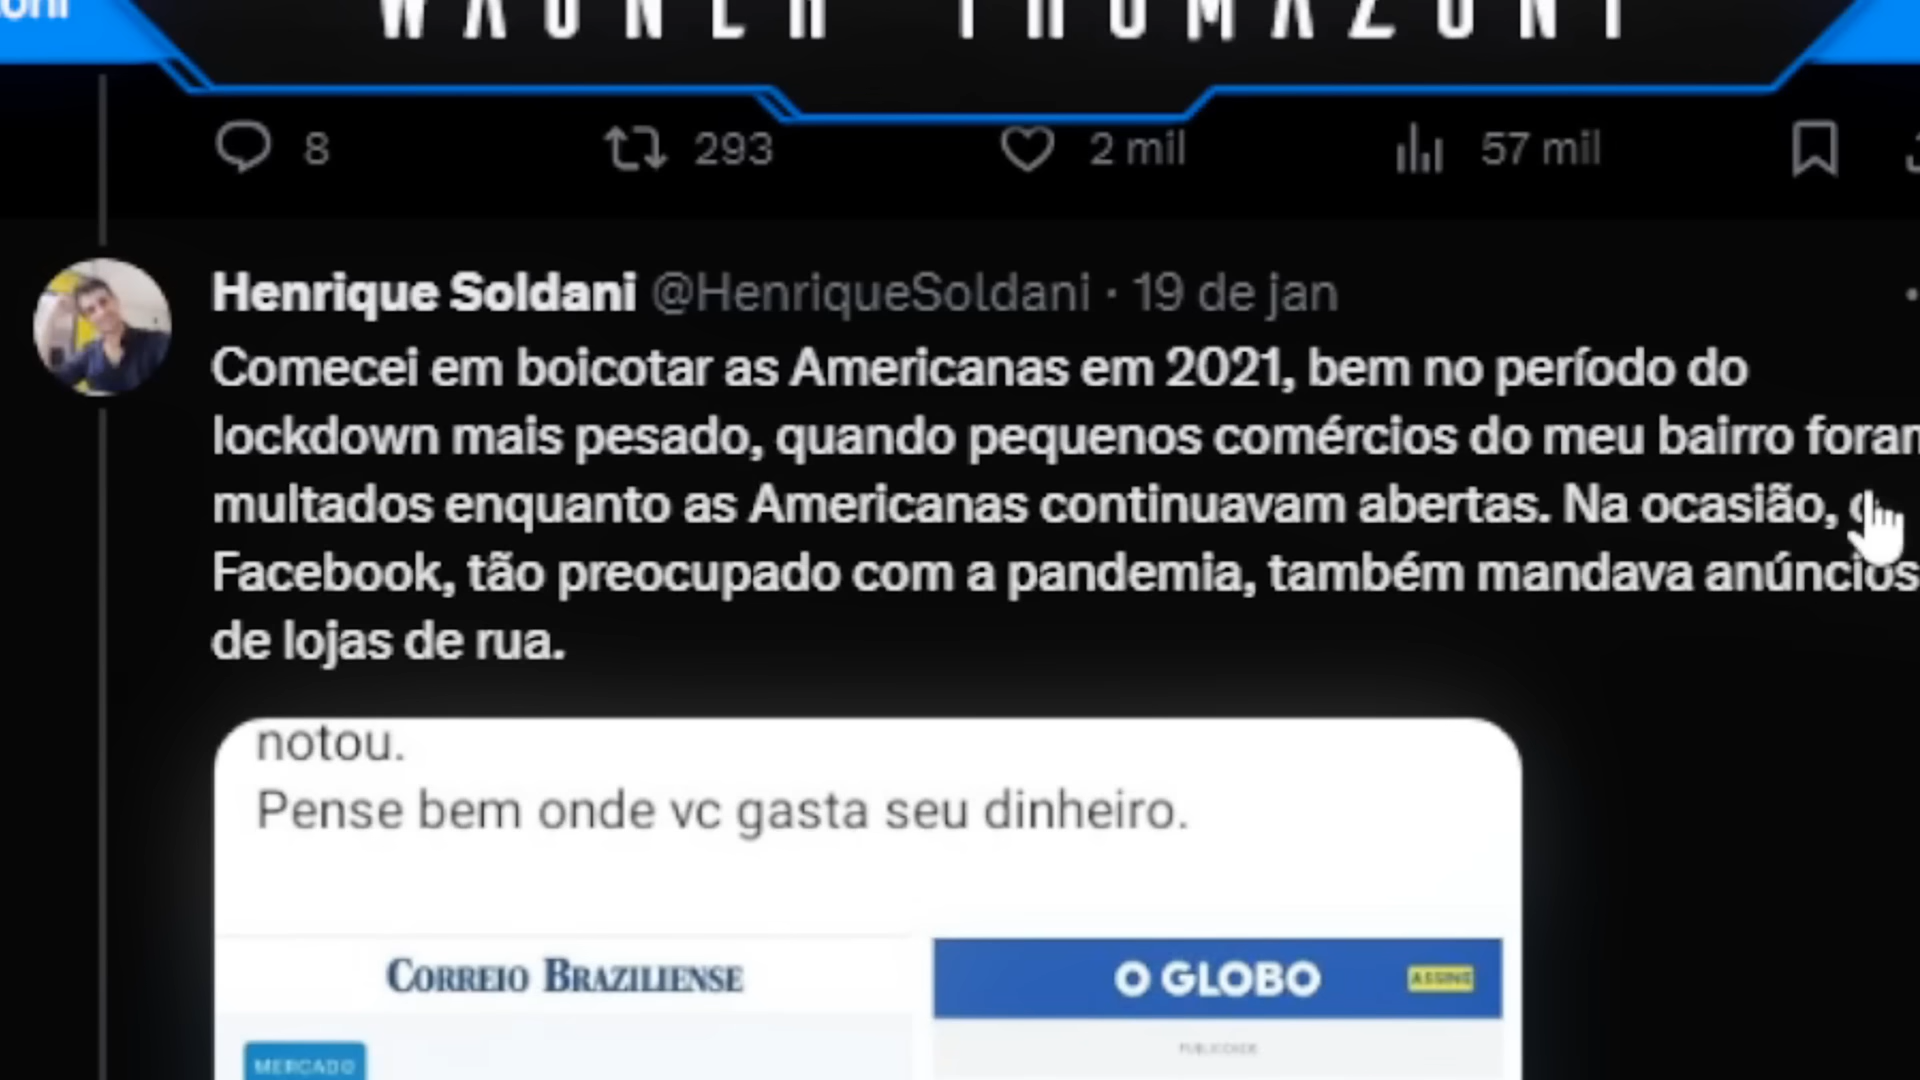 oni
WAGNER THOMAZONI
8 293 2 mil 57 mil
Henrique Soldani @HenriqueSoldani · 19 de jan
Comecei em boicotar as Americanas em 2021, bem no período do
lockdown mais pesado, quando pequenos comércios do meu bairro foram
multados enquanto as Americanas continuavam abertas. Na ocasião, o
Facebook, tão preocupado com a pandemia, também mandava anúncios
de lojas de rua.
notou.
Pense bem onde vc gasta seu dinheiro.
CORREIO BRAZILIENSE
O GLOBO ASSINE
PUBLICIDADE
MERCADO